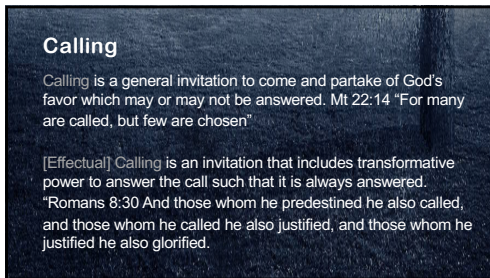 Calling
Calling is a general invitation to come and partake of God's
favor which may or may not be answered. Mt 22:14 “For many
are called, but few are chosen”
[Effectual] Calling is an invitation that includes transformative
power to answer the call such that it is always answered.
“Romans 8:30 And those whom he predestined he also called,
and those whom he called he also justified, and those whom he
justified he also glorified.